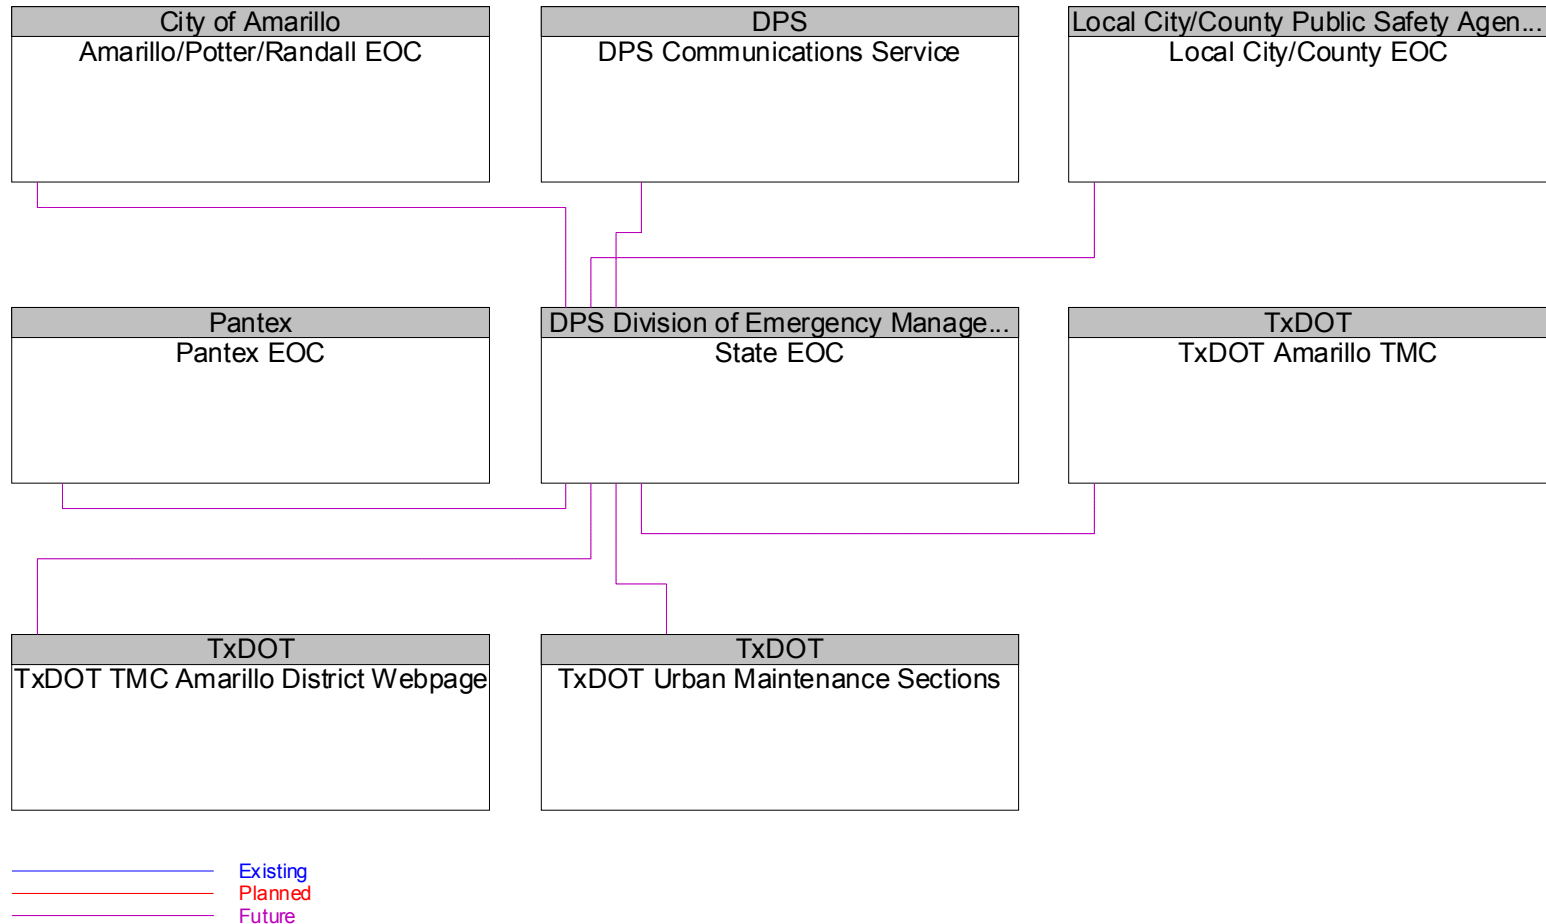 City of Amarillo
Amarillo/Potter/Randall EOC
DPS
DPS Communications Service
Local City/County Public Safety Agen...
Local City/County EOC
Pantex
Pantex EOC
DPS Division of Emergency Manage...
State EOC
TxDOT
TxDOT Amarillo TMC
TxDOT
TxDOT TMC Amarillo District Webpage
TxDOT
TxDOT Urban Maintenance Sections
Existing
Planned
Future